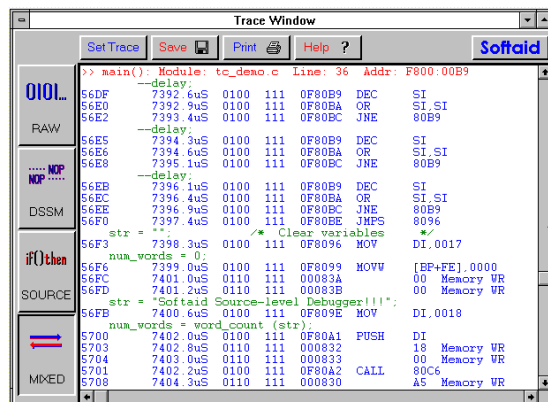 Trace Window
Set Trace Save Print Help ? Softaid
0101... RAW
NOP NOP DSSM
if()then SOURCE
MIXED
>> main(): Module: tc_demo.c Line: 36 Addr: F800:00B9
--delay;
56DF 7392.6uS 0100 111 0F80B9 DEC SI
56E0 7392.9uS 0100 111 0F80BA OR SI,SI
56E2 7393.4uS 0100 111 0F80BC JNE 80B9
--delay;
56E5 7394.3uS 0100 111 0F80B9 DEC SI
56E6 7394.6uS 0100 111 0F80BA OR SI,SI
56E8 7395.1uS 0100 111 0F80BC JNE 80B9
--delay;
56EB 7396.1uS 0100 111 0F80B9 DEC SI
56EC 7396.4uS 0100 111 0F80BA OR SI,SI
56EE 7396.9uS 0100 111 0F80BC JNE 80B9
56F0 7397.4uS 0100 111 0F80BE JMPS 8096
str = ""; /* Clear variables */
56F3 7398.3uS 0100 111 0F8096 MOV DI,0017
num_words = 0;
56F6 7399.0uS 0100 111 0F8099 MOVW [BP+FE],0000
56FC 7401.0uS 0110 111 00083A 00 Memory WR
56FD 7401.2uS 0110 111 00083B 00 Memory WR
str = "Softaid Source-level Debugger!!!";
56FB 7400.6uS 0100 111 0F809E MOV DI,0018
num_words = word_count (str);
5700 7402.0uS 0100 111 0F80A1 PUSH DI
5703 7402.8uS 0110 111 000832 18 Memory WR
5704 7403.0uS 0110 111 000833 00 Memory WR
5701 7402.3uS 0100 111 0F80A2 CALL 80C6
5708 7404.3uS 0110 111 000830 A5 Memory WR